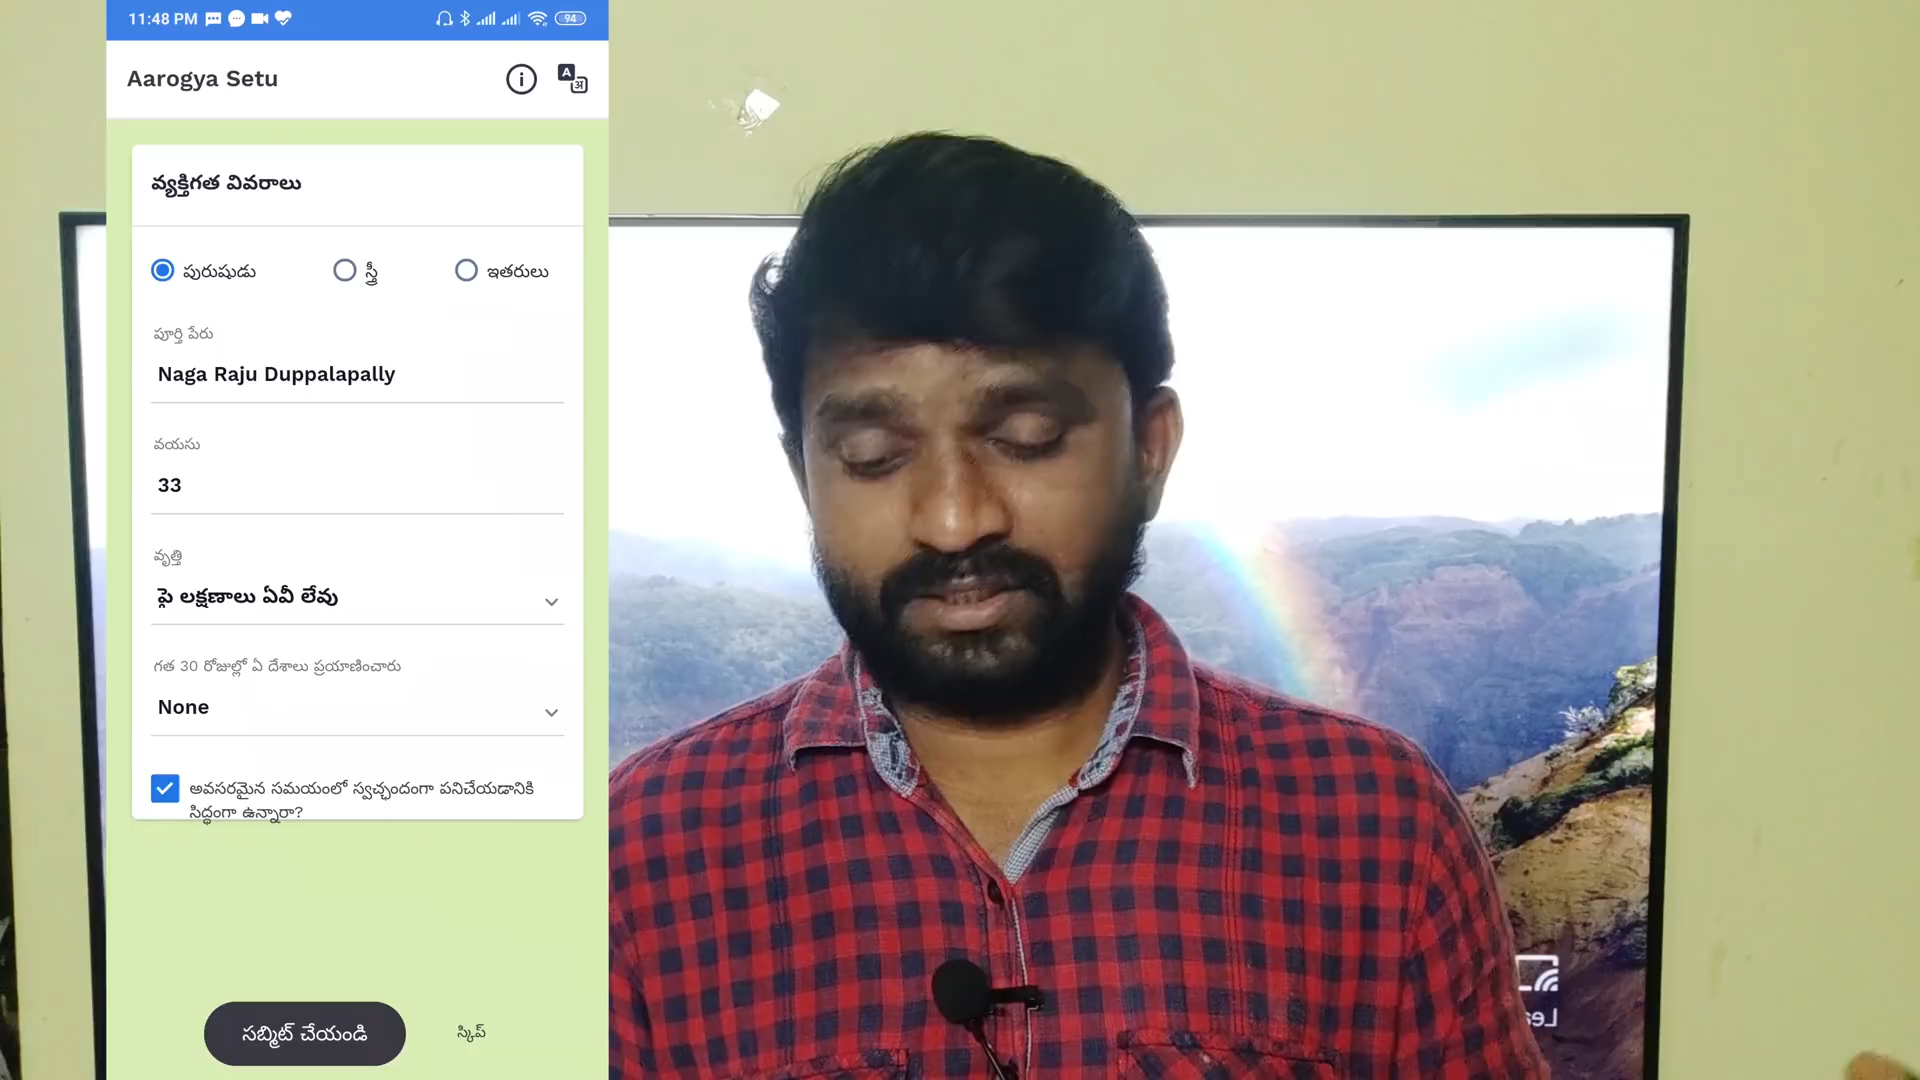 11:48 PM
94
Aarogya Setu
వ్యక్తిగత వివరాలు
పురుషుడు
స్త్రీ
ఇతరులు
పూర్తి పేరు
Naga Raju Duppalapally
వయసు
33
వృత్తి
పై లక్షణాలు ఏవీ లేవు
గత 30 రోజుల్లో ఏ దేశాలు ప్రయాణించారు
None
అవసరమైన సమయంలో స్వచ్ఛందంగా పనిచేయడానికి
సిద్ధంగా ఉన్నారా?
సబ్మిట్ చేయండి
స్కిప్
Lea